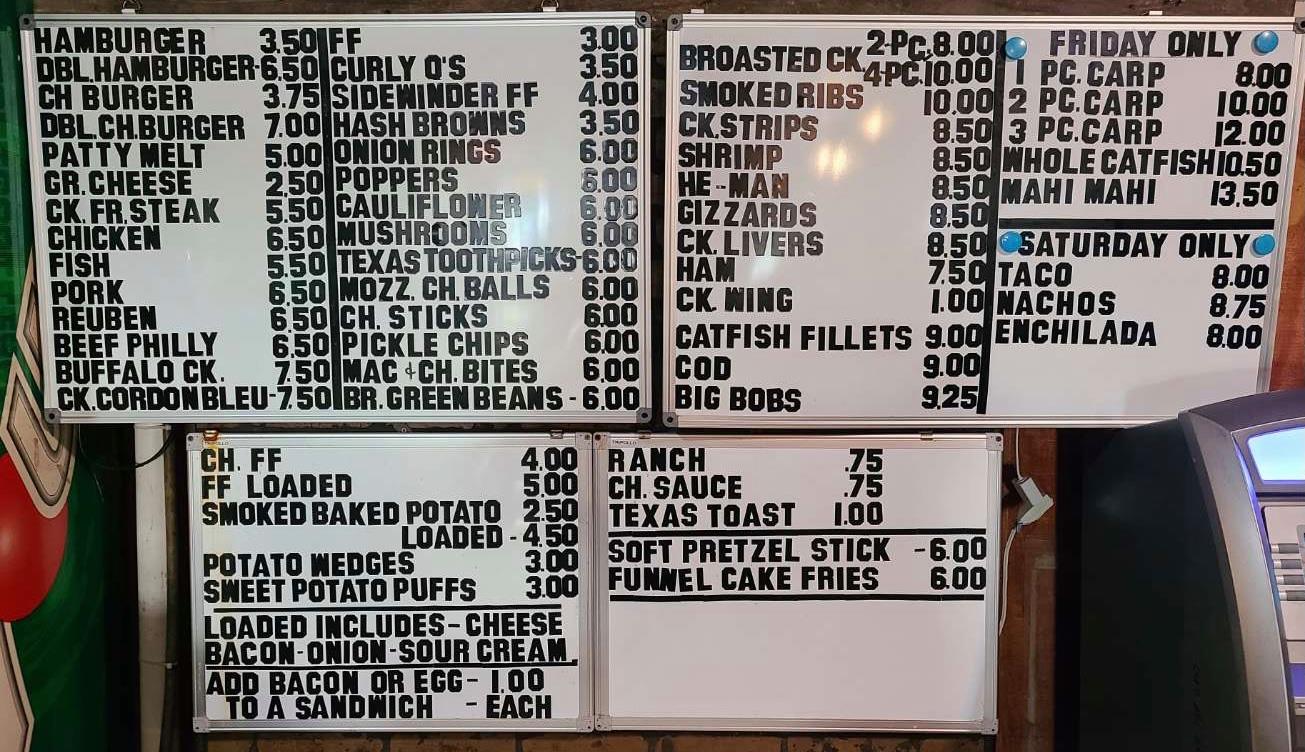 HAMBURGER 3.50
DBL.HAMBURGER-6.50
CH BURGER 3.75
DBL.CH.BURGER 7.00
PATTY MELT 5.00
GR.CHEESE 2.50
CK.FR.STEAK 5.50
CHICKEN 6.50
FISH 5.50
PORK 6.50
REUBEN 6.50
BEEF PHILLY 6.50
BUFFALO CK. 7.50
CK.CORDON BLEU-7.50
FF 3.00
CURLY Q'S 3.50
SIDEWINDER FF 4.00
HASH BROWNS 3.50
ONION RINGS 6.00
POPPERS 6.00
CAULIFLOWER 6.00
MUSHROOMS 6.00
TEXAS TOOTHPICKS-6.00
MOZZ. CH. BALLS 6.00
CH. STICKS 6.00
PICKLE CHIPS 6.00
MAC & CH. BITES 6.00
BR. GREEN BEANS - 6.00
BROASTED CK. 2-PC. 8.00
4PC. 10.00
SMOKED RIBS 10.00
CK.STRIPS 8.50
SHRIMP 8.50
HE-MAN 8.50
GIZZARDS 8.50
CK. LIVERS 8.50
HAM 7.50
CK. WING 1.00
CATFISH FILLETS 9.00
COD 9.00
BIG BOBS 9.25
FRIDAY ONLY
1 PC. CARP 8.00
2 PC. CARP 10.00
3 PC.CARP 12.00
WHOLE CATFISH 10.50
MAHI MAHI 13.50
SATURDAY ONLY
TACO 8.00
NACHOS 8.75
ENCHILADA 8.00
CH. FF 4.00
FF LOADED 5.00
SMOKED BAKED POTATO 2.50
LOADED - 4.50
POTATO WEDGES 3.00
SWEET POTATO PUFFS 3.00
LOADED INCLUDES - CHEESE
BACON-ONION-SOUR CREAM.
ADD BACON OR EGG - 1.00
TO A SANDWICH - EACH
RANCH .75
CH. SAUCE .75
TEXAS TOAST 1.00
SOFT PRETZEL STICK - 6.00
FUNNEL CAKE FRIES 6.00